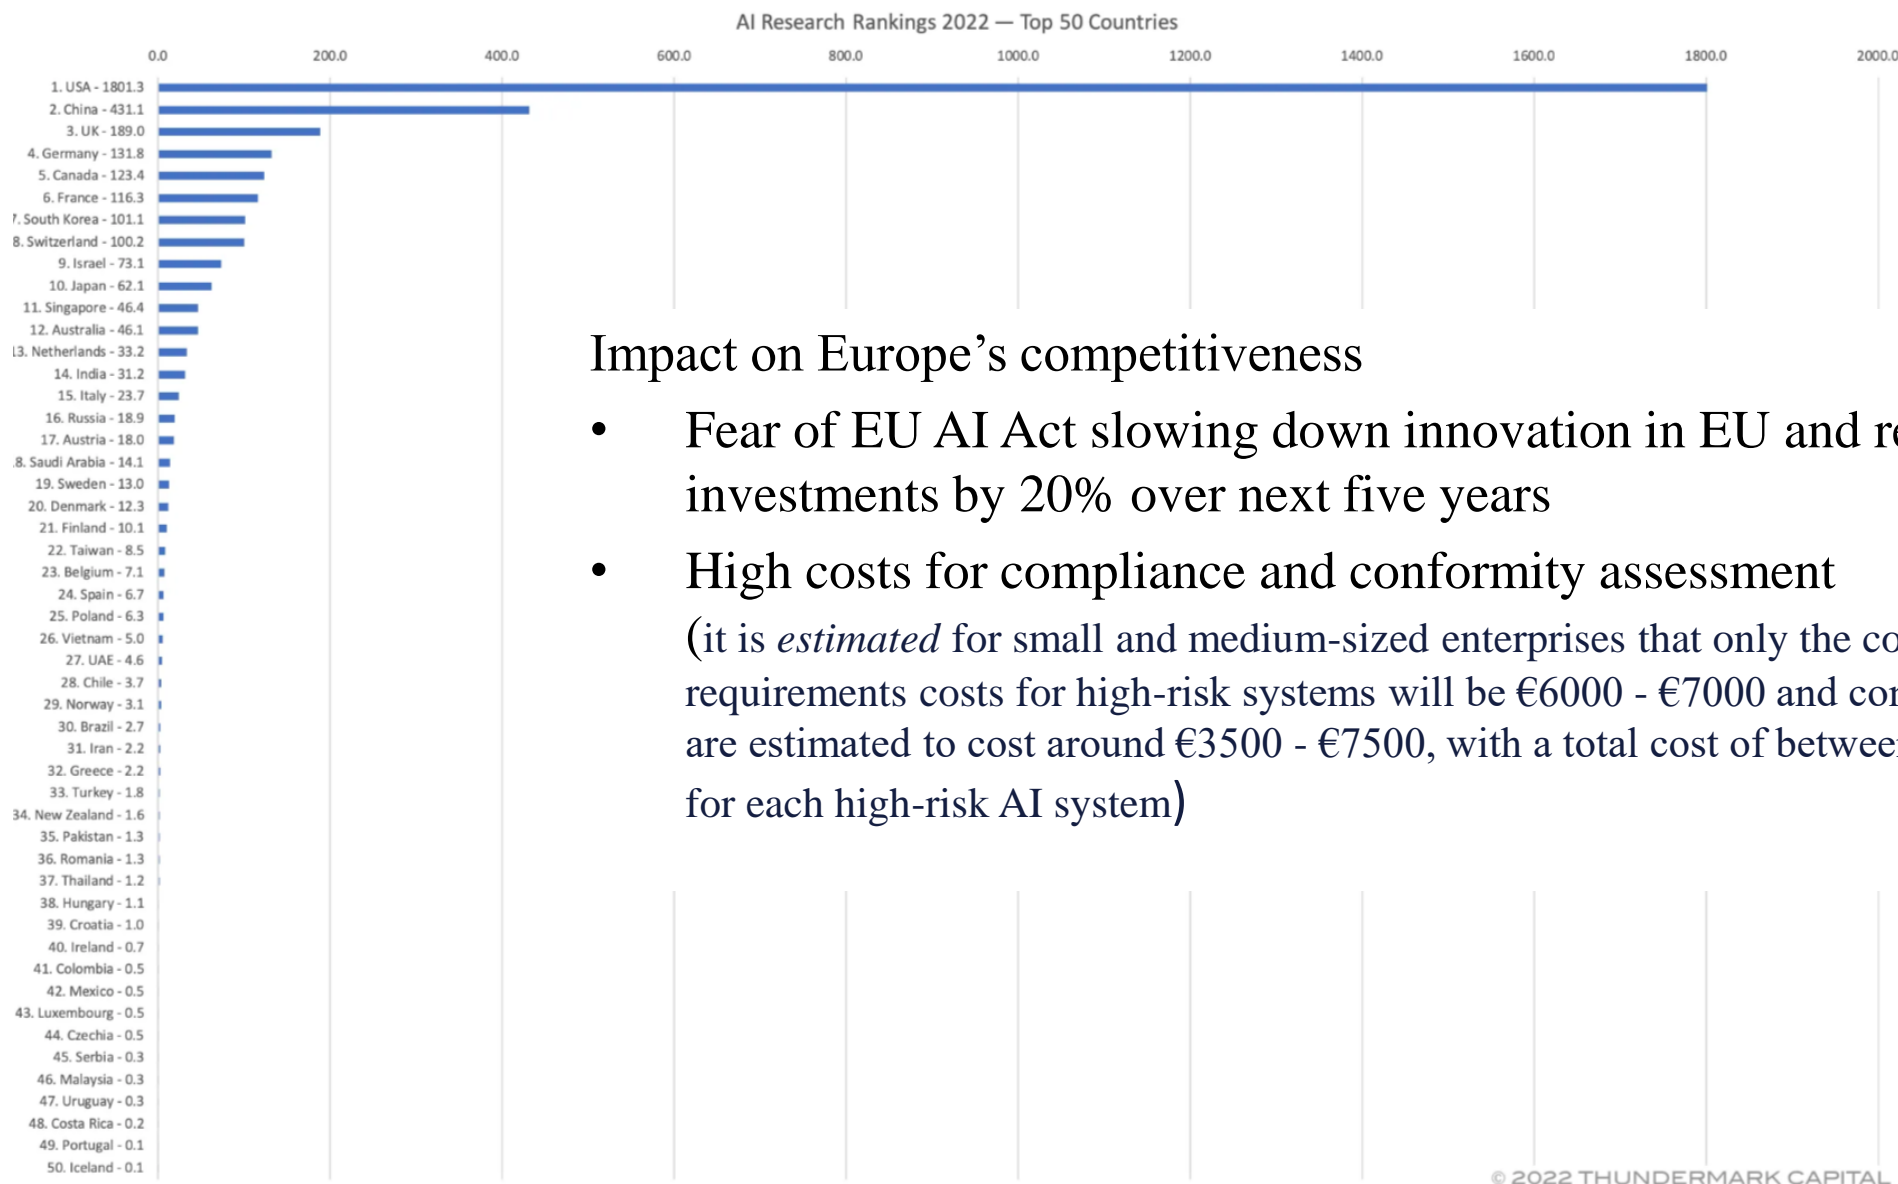 AI Research Rankings 2022 — Top 50 Countries
0.0 200.0 400.0 600.0 800.0 1000.0 1200.0 1400.0 1600.0 1800.0 2000.0
1. USA - 1801.3
2. China - 431.1
3. UK - 189.0
4. Germany - 131.8
5. Canada - 123.4
6. France - 116.3
7. South Korea - 101.1
8. Switzerland - 100.2
9. Israel - 73.1
10. Japan - 62.1
11. Singapore - 46.4
12. Australia - 46.1
13. Netherlands - 33.2
14. India - 31.2
15. Italy - 23.7
16. Russia - 18.9
17. Austria - 18.0
8. Saudi Arabia - 14.1
19. Sweden - 13.0
20. Denmark - 12.3
21. Finland - 10.1
22. Taiwan - 8.5
23. Belgium - 7.1
24. Spain - 6.7
25. Poland - 6.3
26. Vietnam - 5.0
27. UAE - 4.6
28. Chile - 3.7
29. Norway - 3.1
30. Brazil - 2.7
31. Iran - 2.2
32. Greece - 2.2
33. Turkey - 1.8
34. New Zealand - 1.6
35. Pakistan - 1.3
36. Romania - 1.3
37. Thailand - 1.2
38. Hungary - 1.1
39. Croatia - 1.0
40. Ireland - 0.7
41. Colombia - 0.5
42. Mexico - 0.5
43. Luxembourg - 0.5
44. Czechia - 0.5
45. Serbia - 0.3
46. Malaysia - 0.3
47. Uruguay - 0.3
48. Costa Rica - 0.2
49. Portugal - 0.1
50. Iceland - 0.1
Impact on Europe’s competitiveness
• Fear of EU AI Act slowing down innovation in EU and
investments by 20% over next five years
• High costs for compliance and conformity assessment
(it is estimated for small and medium-sized enterprises that only the
requirements costs for high-risk systems will be €6000 - €7000 and
are estimated to cost around €3500 - €7500, with a total cost of between
for each high-risk AI system)
© 2022 THUNDERMARK CAPITAL